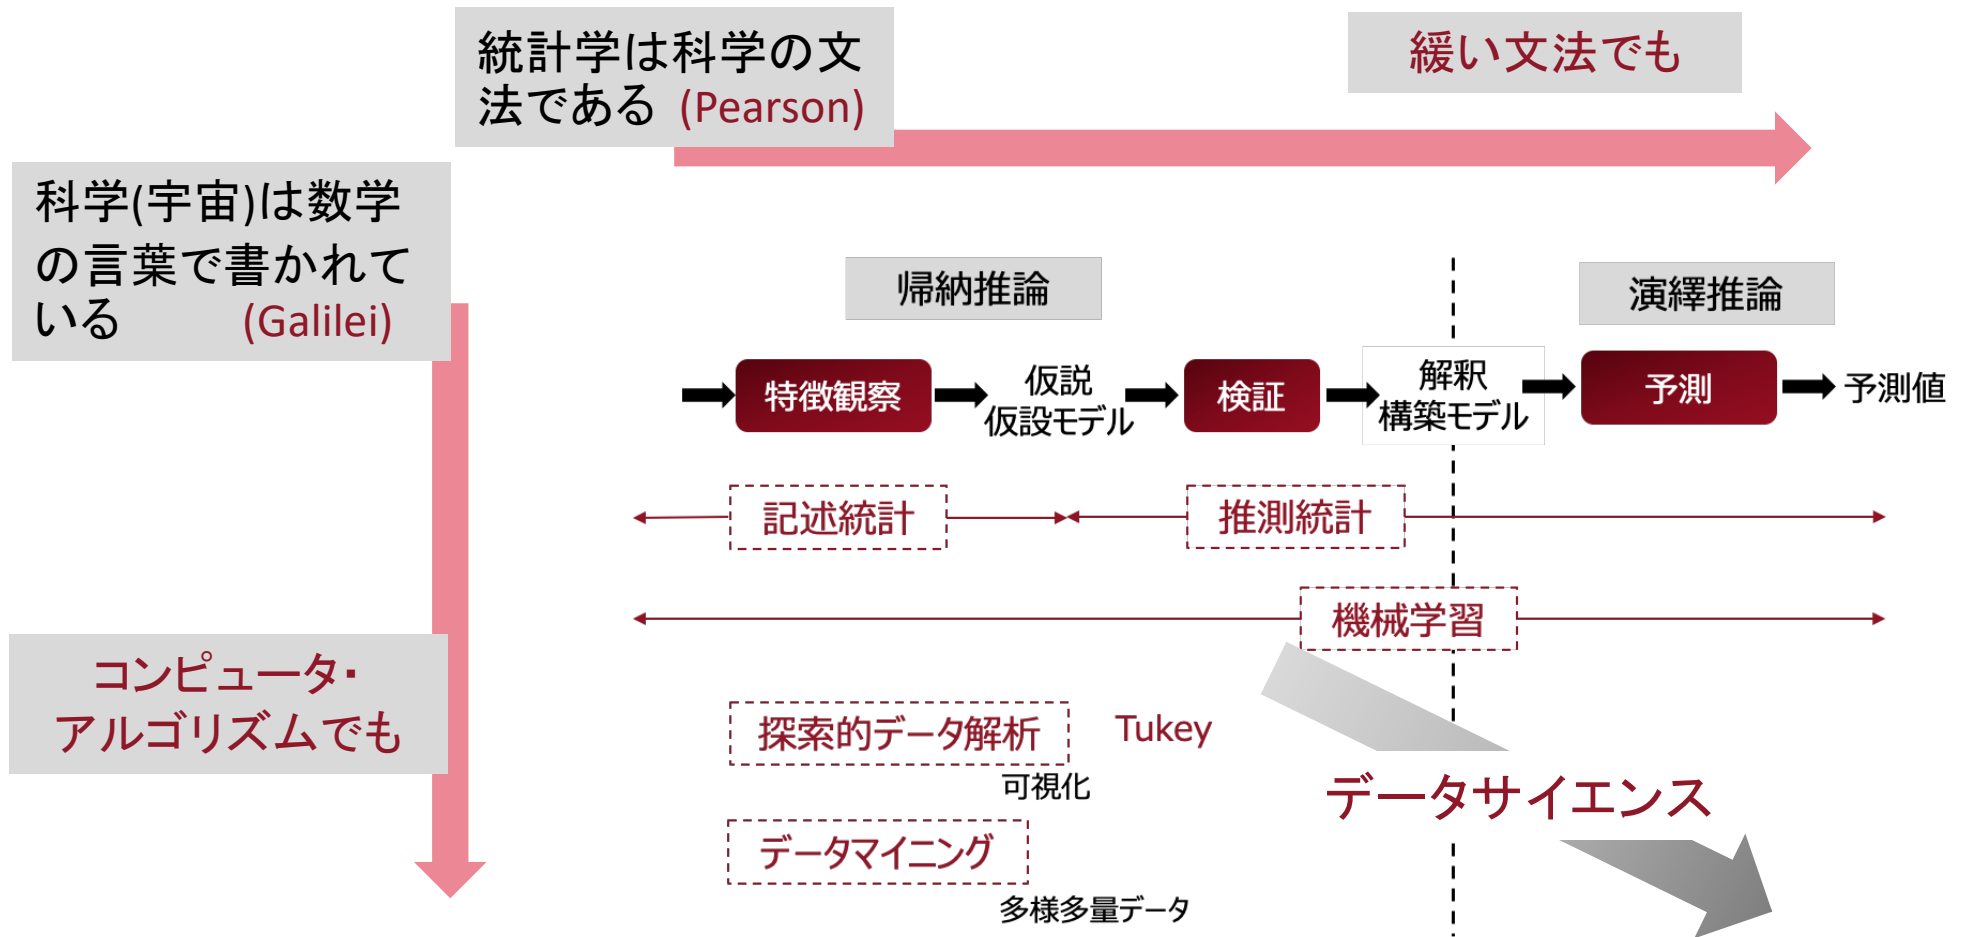 統計学は科学の文
法である (Pearson)
緩い文法でも
科学(宇宙)は数学
の言葉で書かれて
いる (Galilei)
帰納推論
演繹推論
特徴観察
仮説
仮設モデル
検証
解釈
構築モデル
予測
予測値
記述統計
推測統計
機械学習
コンピュータ・
アルゴリズムでも
探索的データ解析
Tukey
可視化
データサイエンス
データマイニング
多様多量データ